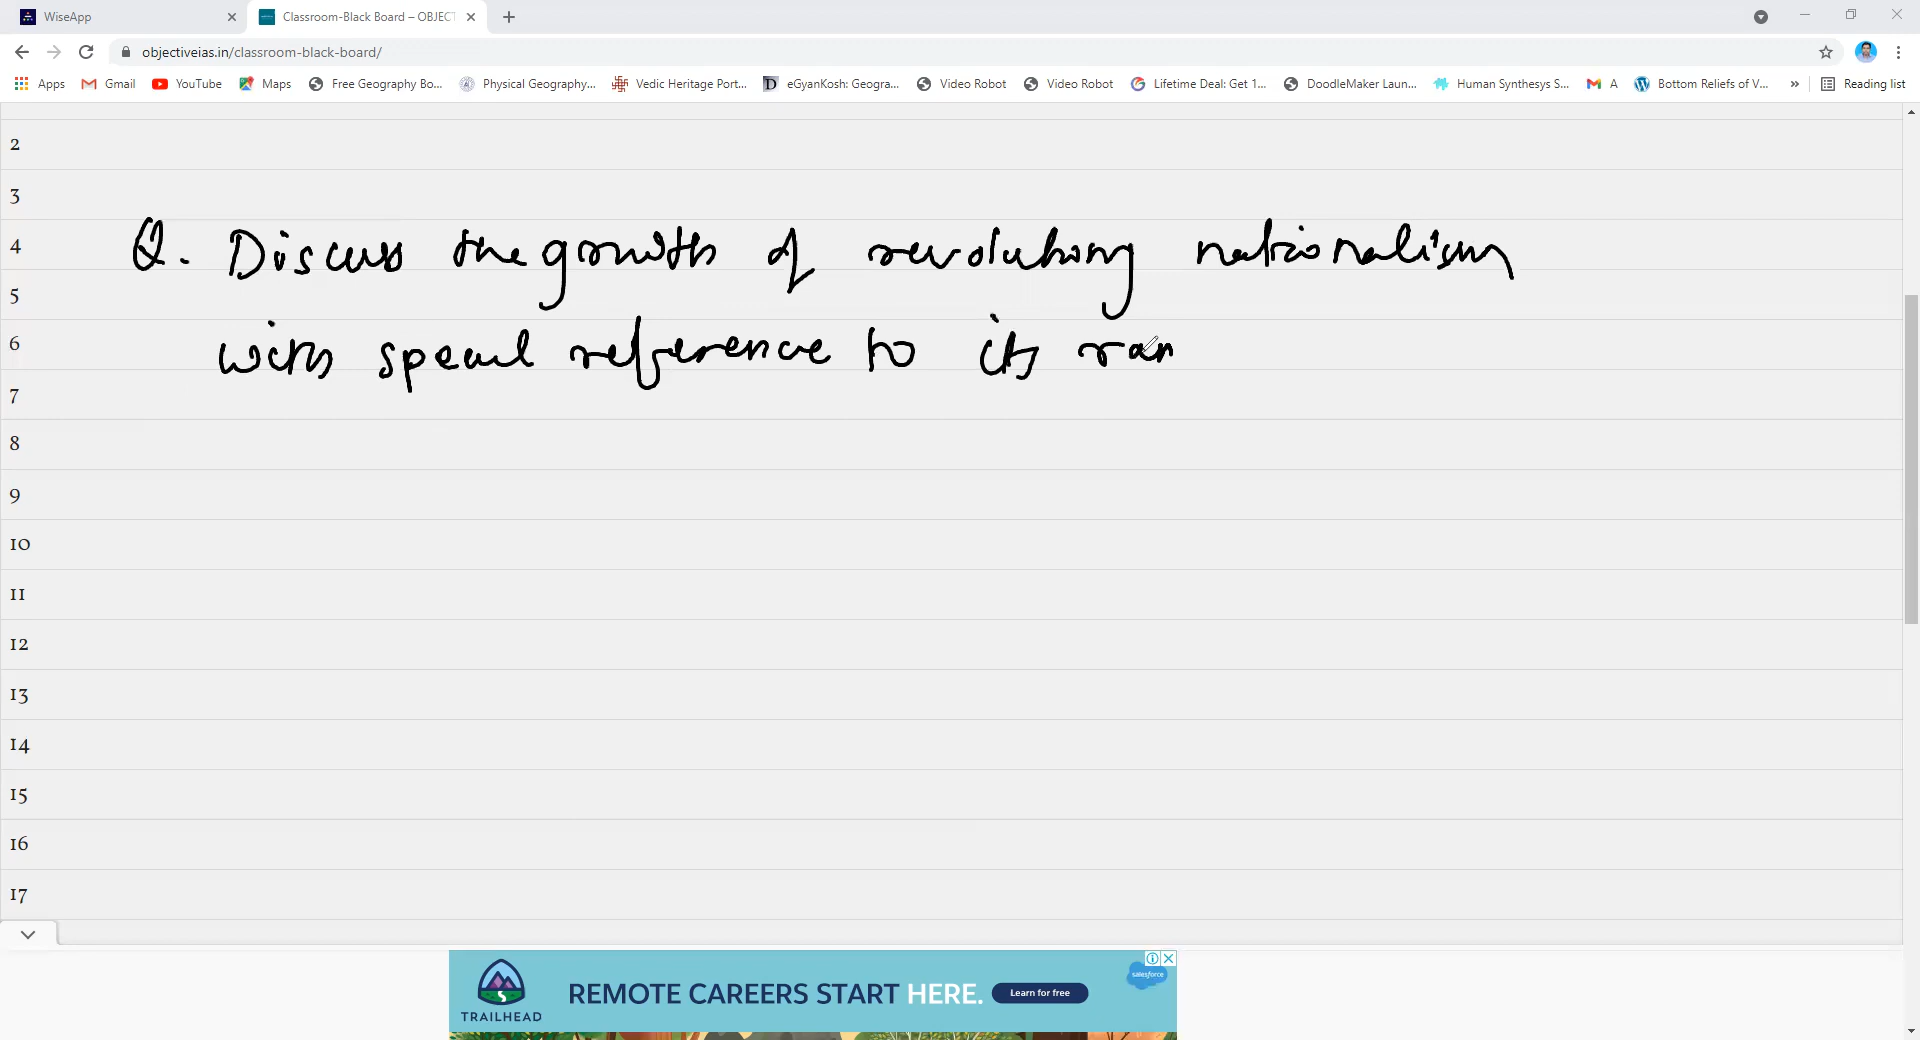 WiseApp
Classroom-Black Board – OBJECT
objectiveias.in/classroom-black-board/
Apps Gmail YouTube Maps Free Geography Bo... Physical Geography... Vedic Heritage Port... eGyanKosh: Geogra... Video Robot Video Robot Lifetime Deal: Get 1... DoodleMaker Laun... Human Synthesys S... A Bottom Reliefs of V... » Reading list
2
3
4 Q. Discuss the growth of revolutionary nationalism
5
6 with special reference to its ran
7
8
9
10
11
12
13
14
15
16
17
TRAILHEAD
REMOTE CAREERS START HERE.
Learn for free
salesforce